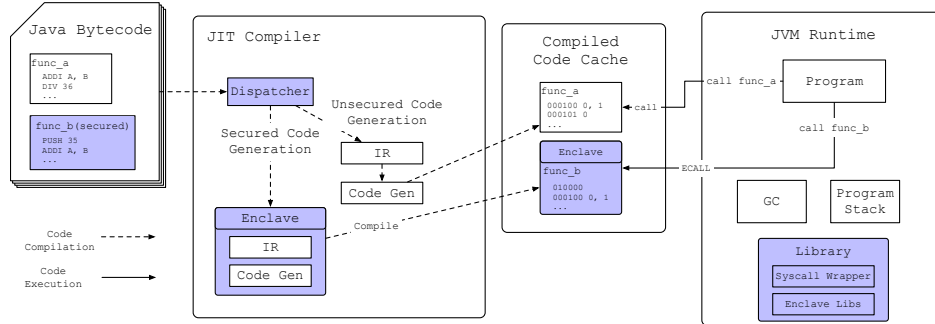 Java Bytecode
func_a
ADDI A, B
DIV 36
...
func_b(secured)
PUSH 35
ADDI A, B
...
Code
Compilation
Code
Execution
JIT Compiler
Dispatcher
Unsecured Code
Generation
Secured Code
Generation
IR
Code Gen
Enclave
IR
Code Gen
Compile
Compiled
Code Cache
func_a
000100 0, 1
000101 0
...
Enclave
func_b
010000
000100 0, 1
...
JVM Runtime
call func_a
call
Program
call func_b
ECALL
GC
Program
Stack
Library
Syscall Wrapper
Enclave Libs